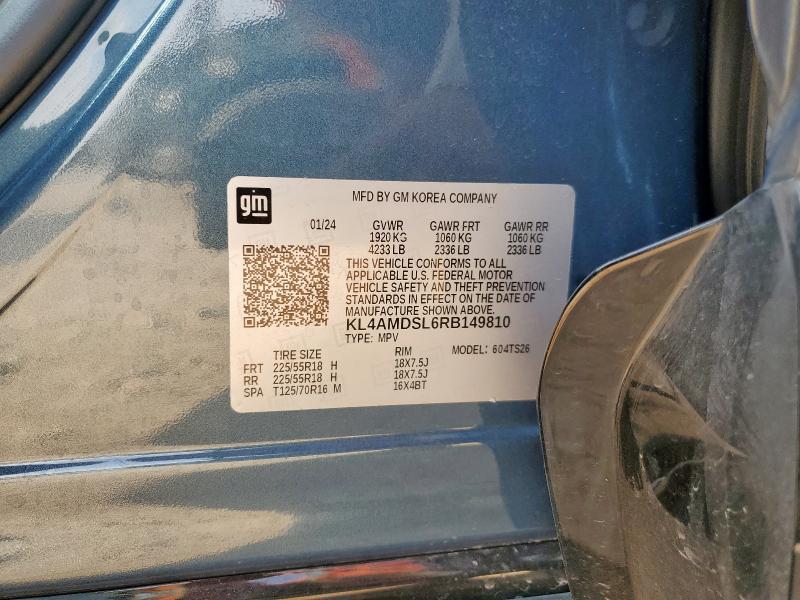 gm
MFD BY GM KOREA COMPANY
01/24 GVWR GAWR FRT GAWR RR
1920 KG 1060 KG 1060 KG
4233 LB 2336 LB 2336 LB
THIS VEHICLE CONFORMS TO ALL
APPLICABLE U.S. FEDERAL MOTOR
VEHICLE SAFETY AND THEFT PREVENTION
STANDARDS IN EFFECT ON THE DATE OF
MANUFACTURE SHOWN ABOVE.
KL4AMDSL6RB149810
TYPE: MPV
TIRE SIZE RIM MODEL: 604TS26
FRT 225/55R18 H 18X7.5J
RR 225/55R18 H 18X7.5J
SPA T125/70R16 M 16X4BT